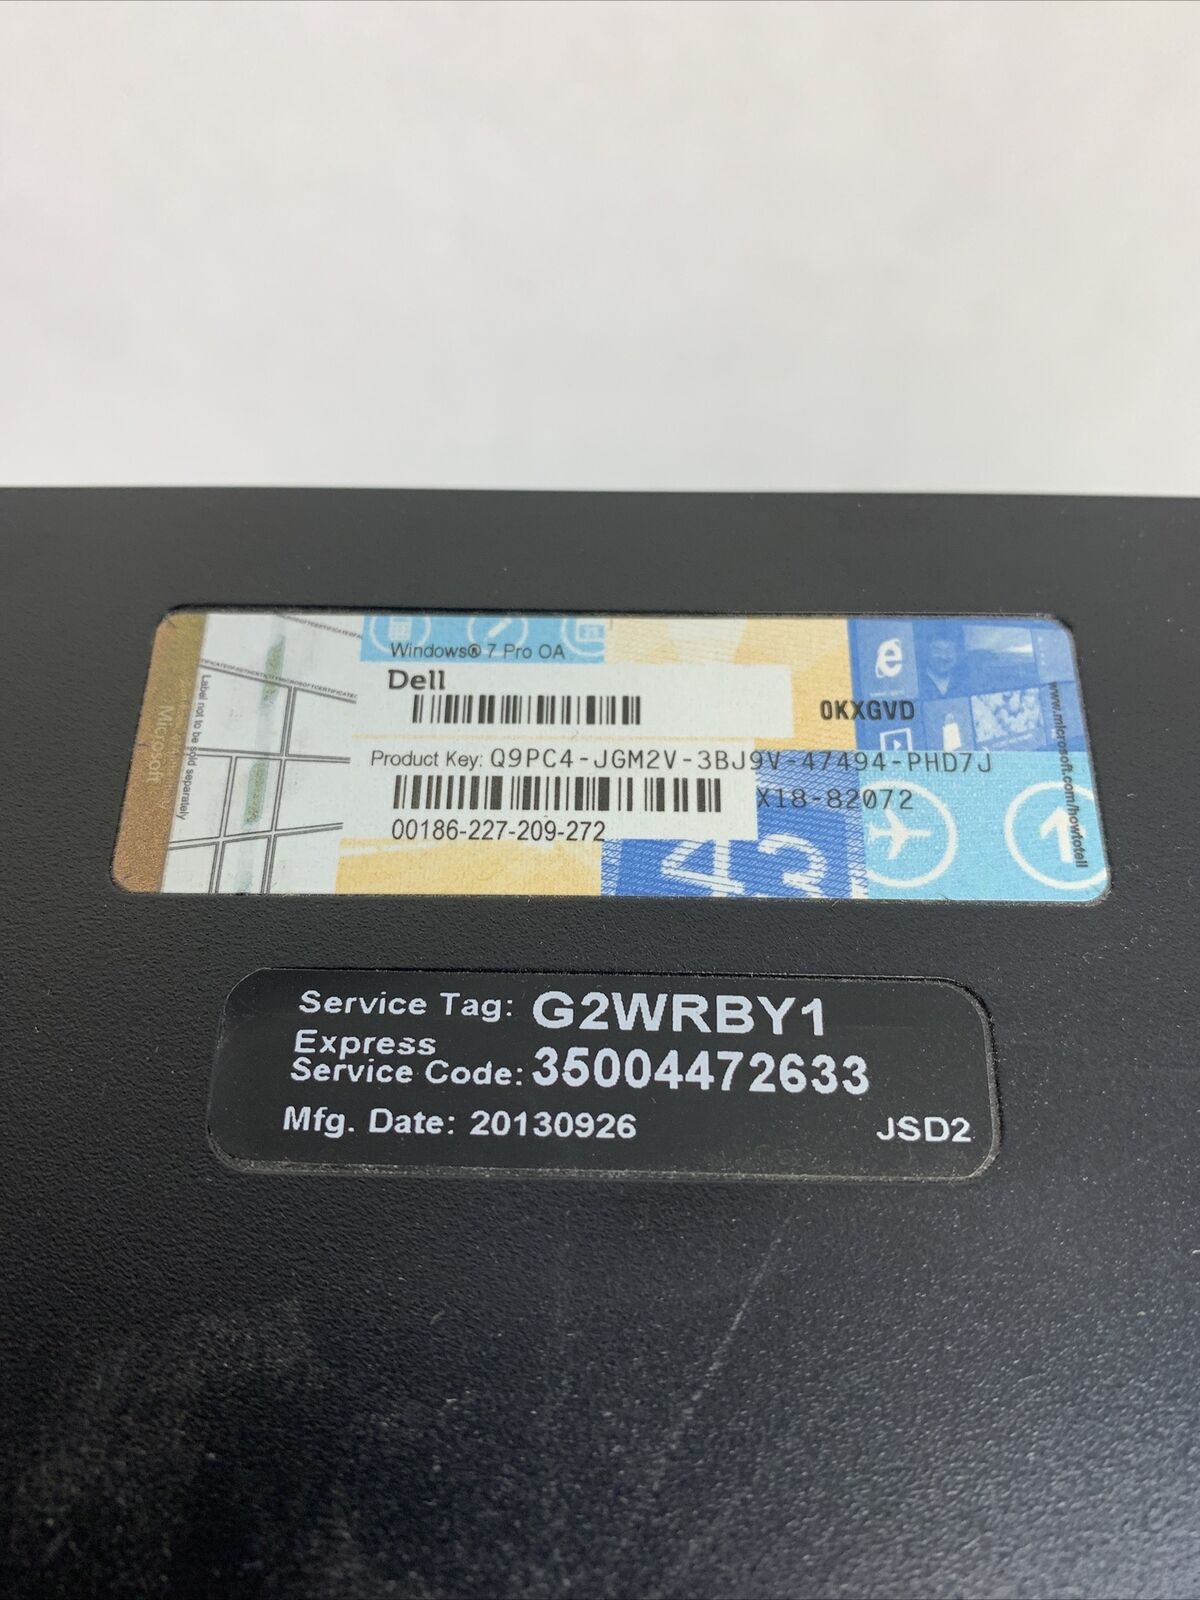 Windows® 7 Pro OA
Dell
0KXGVD
Product Key: Q9PC4-JGM2V-3BJ9V-47494-PHD7J
X18-82072
00186-227-209-272
Label not to be sold separately
Microsoft
www.microsoft.com/howtotell
43
1
Service Tag: G2WRBY1
Express
Service Code: 35004472633
Mfg. Date: 20130926
JSD2